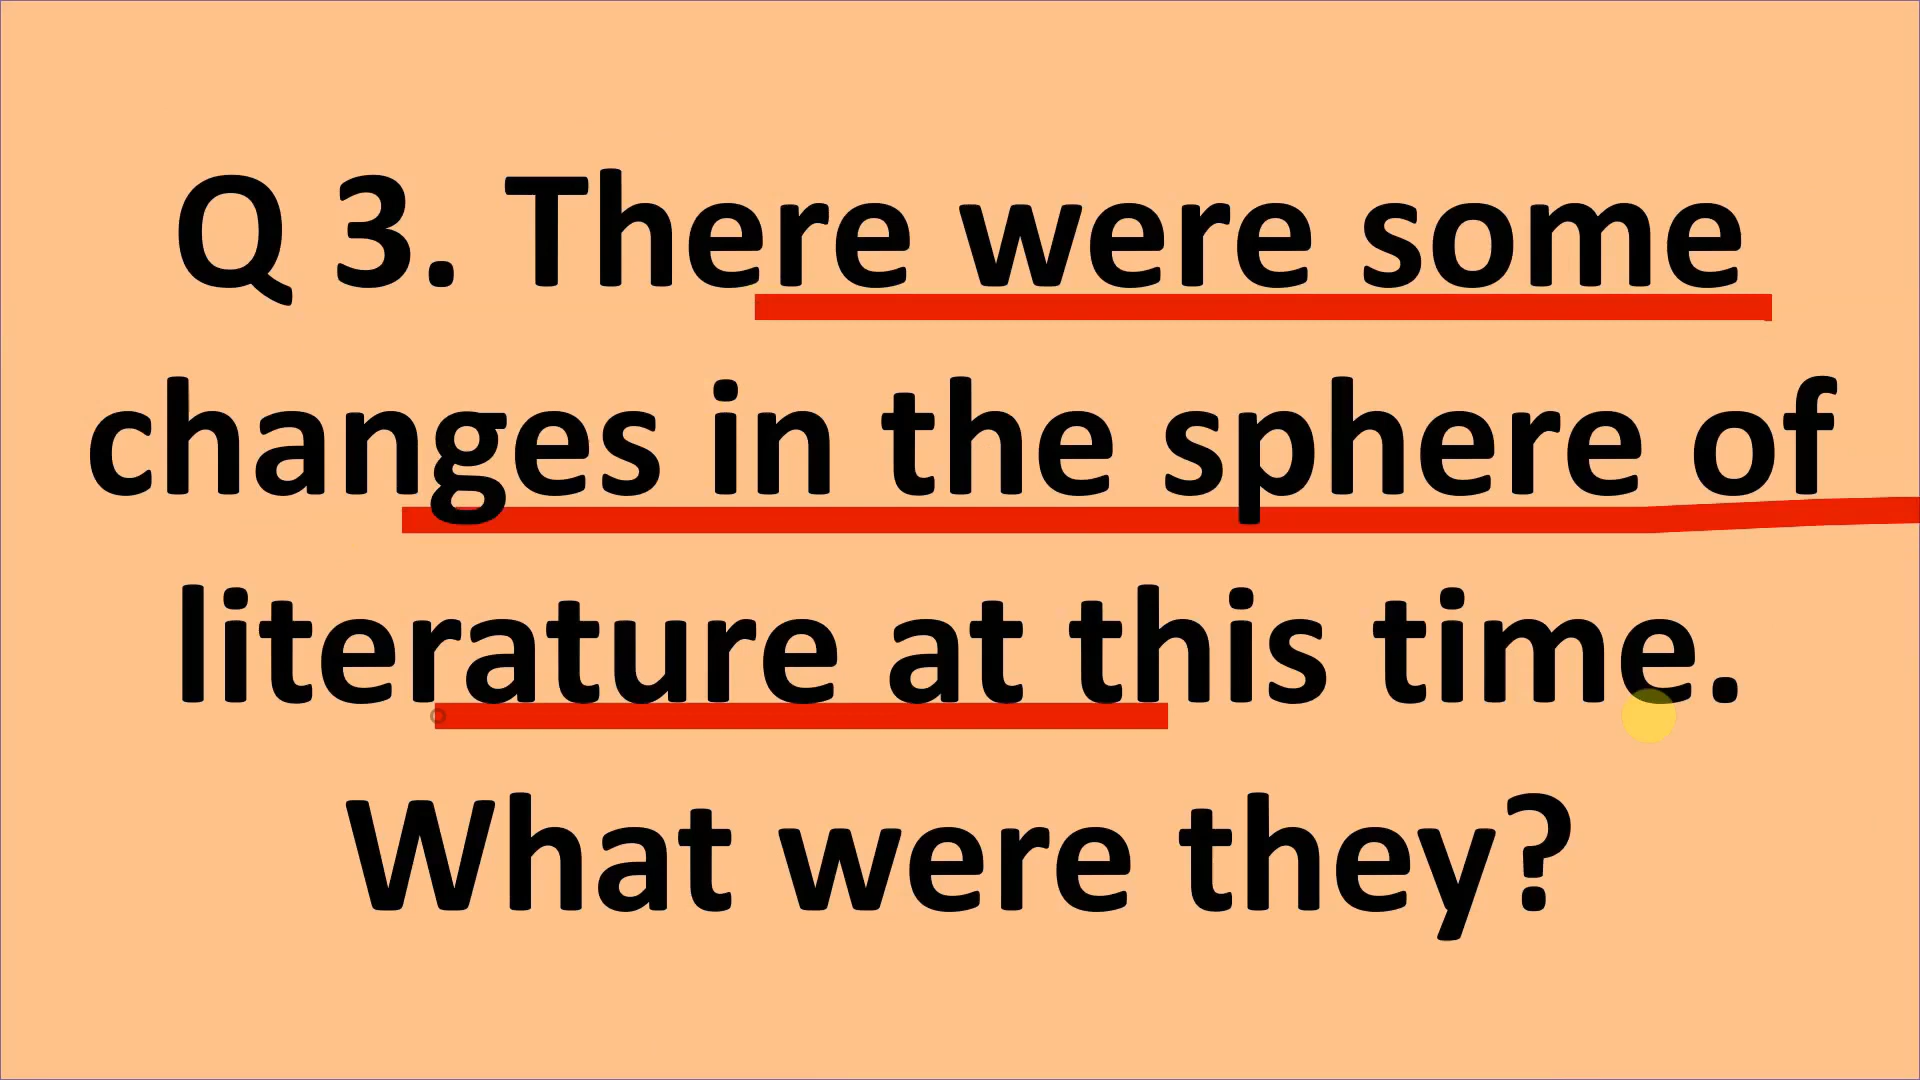 Q 3. There were some
changes in the sphere of
literature at this time.
What were they?